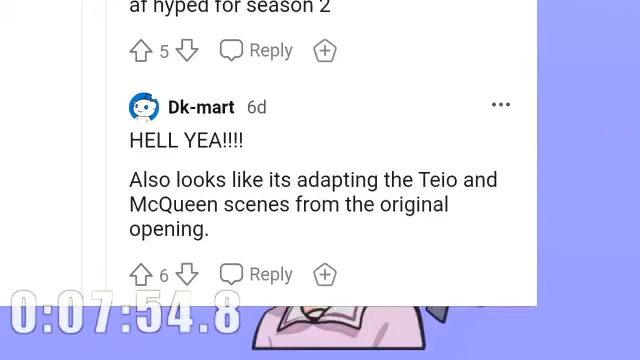 af hyped for season 2
5 Reply
Dk-mart 6d
HELL YEA!!!!
Also looks like its adapting the Teio and
McQueen scenes from the original
opening.
6 Reply
0:07:54.8